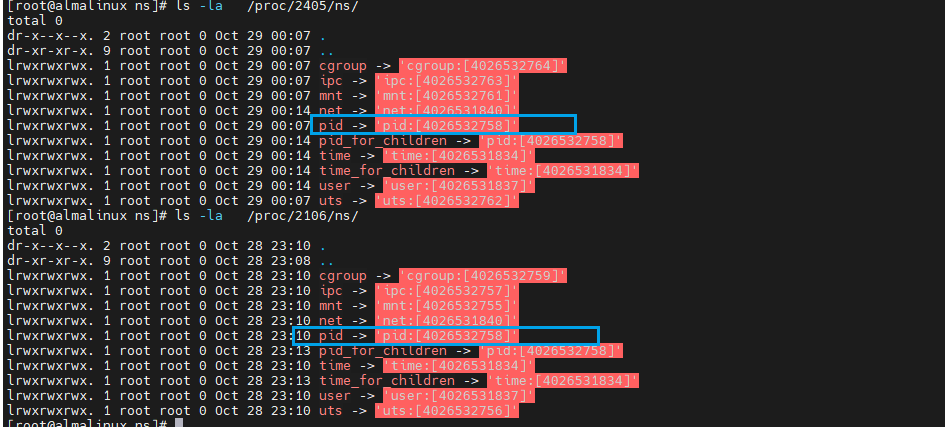 [root@almalinux ns]# ls -la   /proc/2405/ns/
total 0
dr-x--x--x. 2 root root 0 Oct 29 00:07 .
dr-xr-xr-x. 9 root root 0 Oct 29 00:07 ..
lrwxrwxrwx. 1 root root 0 Oct 29 00:07 cgroup -> 'cgroup:[4026532764]'
lrwxrwxrwx. 1 root root 0 Oct 29 00:07 ipc -> 'ipc:[4026532763]'
lrwxrwxrwx. 1 root root 0 Oct 29 00:07 mnt -> 'mnt:[4026532761]'
lrwxrwxrwx. 1 root root 0 Oct 29 00:14 net -> 'net:[4026531840]'
lrwxrwxrwx. 1 root root 0 Oct 29 00:07 pid -> 'pid:[4026532758]'
lrwxrwxrwx. 1 root root 0 Oct 29 00:14 pid_for_children -> 'pid:[4026532758]'
lrwxrwxrwx. 1 root root 0 Oct 29 00:14 time -> 'time:[4026531834]'
lrwxrwxrwx. 1 root root 0 Oct 29 00:14 time_for_children -> 'time:[4026531834]'
lrwxrwxrwx. 1 root root 0 Oct 29 00:14 user -> 'user:[4026531837]'
lrwxrwxrwx. 1 root root 0 Oct 29 00:07 uts -> 'uts:[4026532762]'
[root@almalinux ns]# ls -la   /proc/2106/ns/
total 0
dr-x--x--x. 2 root root 0 Oct 28 23:10 .
dr-xr-xr-x. 9 root root 0 Oct 28 23:08 ..
lrwxrwxrwx. 1 root root 0 Oct 28 23:10 cgroup -> 'cgroup:[4026532759]'
lrwxrwxrwx. 1 root root 0 Oct 28 23:10 ipc -> 'ipc:[4026532757]'
lrwxrwxrwx. 1 root root 0 Oct 28 23:10 mnt -> 'mnt:[4026532755]'
lrwxrwxrwx. 1 root root 0 Oct 28 23:10 net -> 'net:[4026531840]'
lrwxrwxrwx. 1 root root 0 Oct 28 23:10 pid -> 'pid:[4026532758]'
lrwxrwxrwx. 1 root root 0 Oct 28 23:13 pid_for_children -> 'pid:[4026532758]'
lrwxrwxrwx. 1 root root 0 Oct 28 23:10 time -> 'time:[4026531834]'
lrwxrwxrwx. 1 root root 0 Oct 28 23:13 time_for_children -> 'time:[4026531834]'
lrwxrwxrwx. 1 root root 0 Oct 28 23:10 user -> 'user:[4026531837]'
lrwxrwxrwx. 1 root root 0 Oct 28 23:10 uts -> 'uts:[4026532756]'
[root@almalinux ns]#